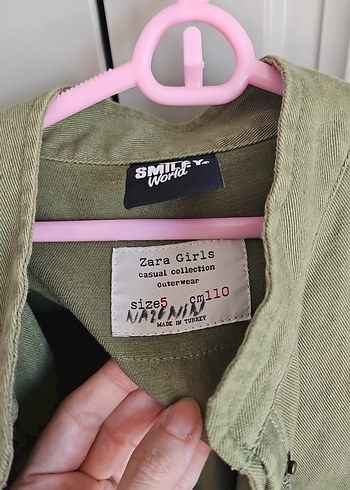 SMILEY
World
Zara Girls
casual collection
outerwear
size5 cm110
NAZENIN
MADE IN TURKEY